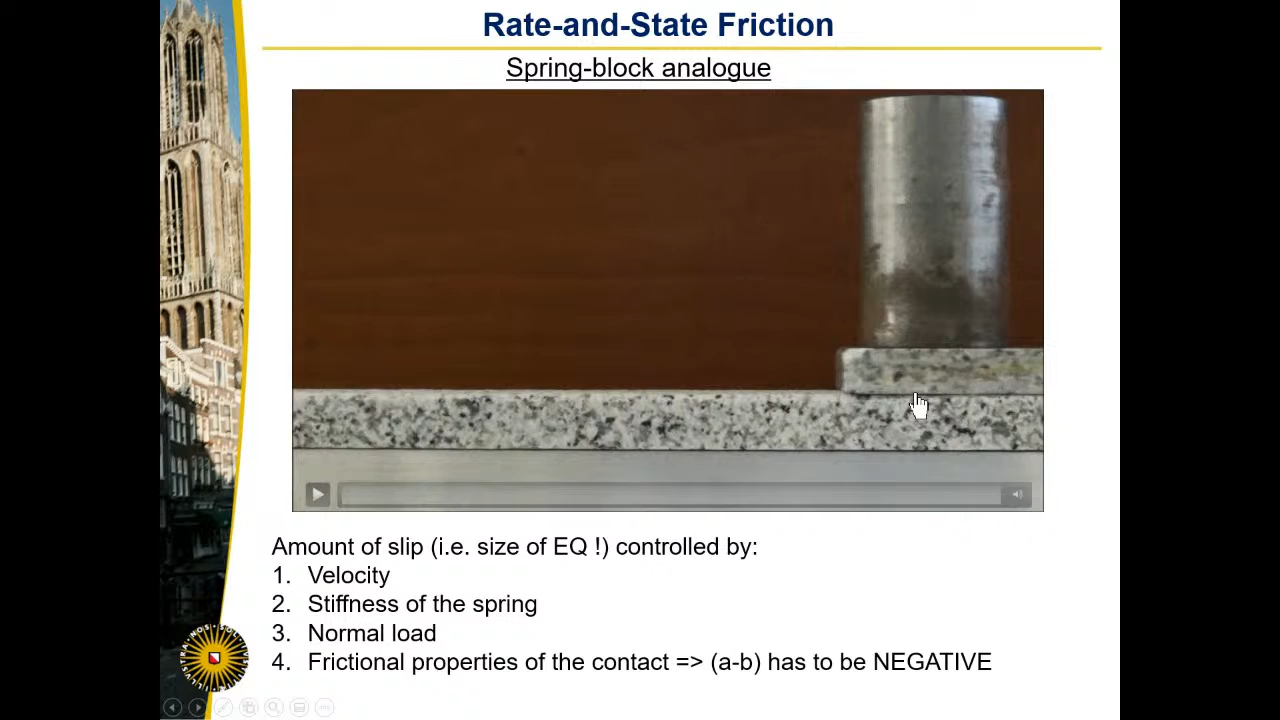 Rate-and-State Friction
Spring-block analogue
Amount of slip (i.e. size of EQ !) controlled by:
1. Velocity
2. Stiffness of the spring
3. Normal load
4. Frictional properties of the contact => (a-b) has to be NEGATIVE